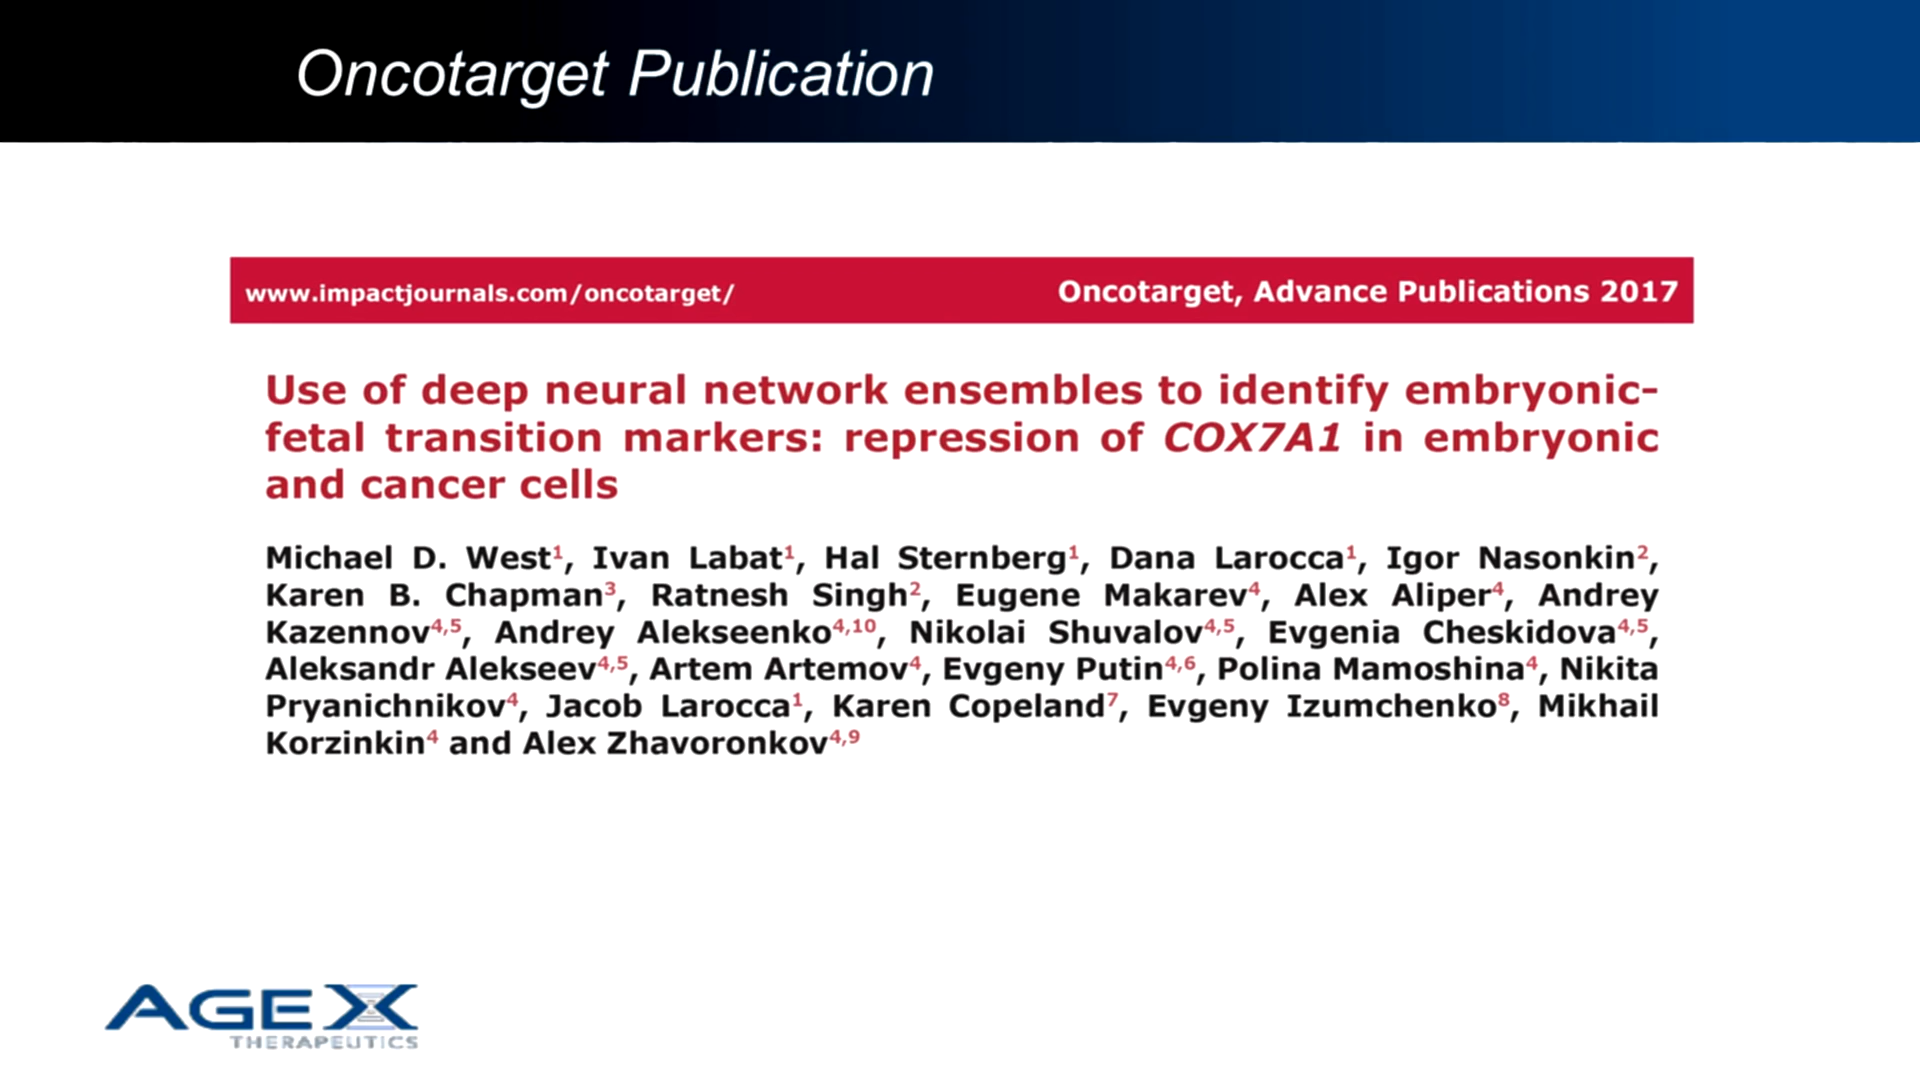 Oncotarget Publication
www.impactjournals.com/oncotarget/
Oncotarget, Advance Publications 2017
Use of deep neural network ensembles to identify embryonic-
fetal transition markers: repression of COX7A1 in embryonic
and cancer cells
Michael D. West1, Ivan Labat1, Hal Sternberg1, Dana Larocca1, Igor Nasonkin2,
Karen B. Chapman3, Ratnesh Singh2, Eugene Makarev4, Alex Aliper4, Andrey
Kazennov4,5, Andrey Alekseenko4,10, Nikolai Shuvalov4,5, Evgenia Cheskidova4,5,
Aleksandr Alekseev4,5, Artem Artemov4, Evgeny Putin4,6, Polina Mamoshina4, Nikita
Pryanichnikov4, Jacob Larocca1, Karen Copeland7, Evgeny Izumchenko8, Mikhail
Korzinkin4 and Alex Zhavoronkov4,9
AGEX
THERAPEUTICS